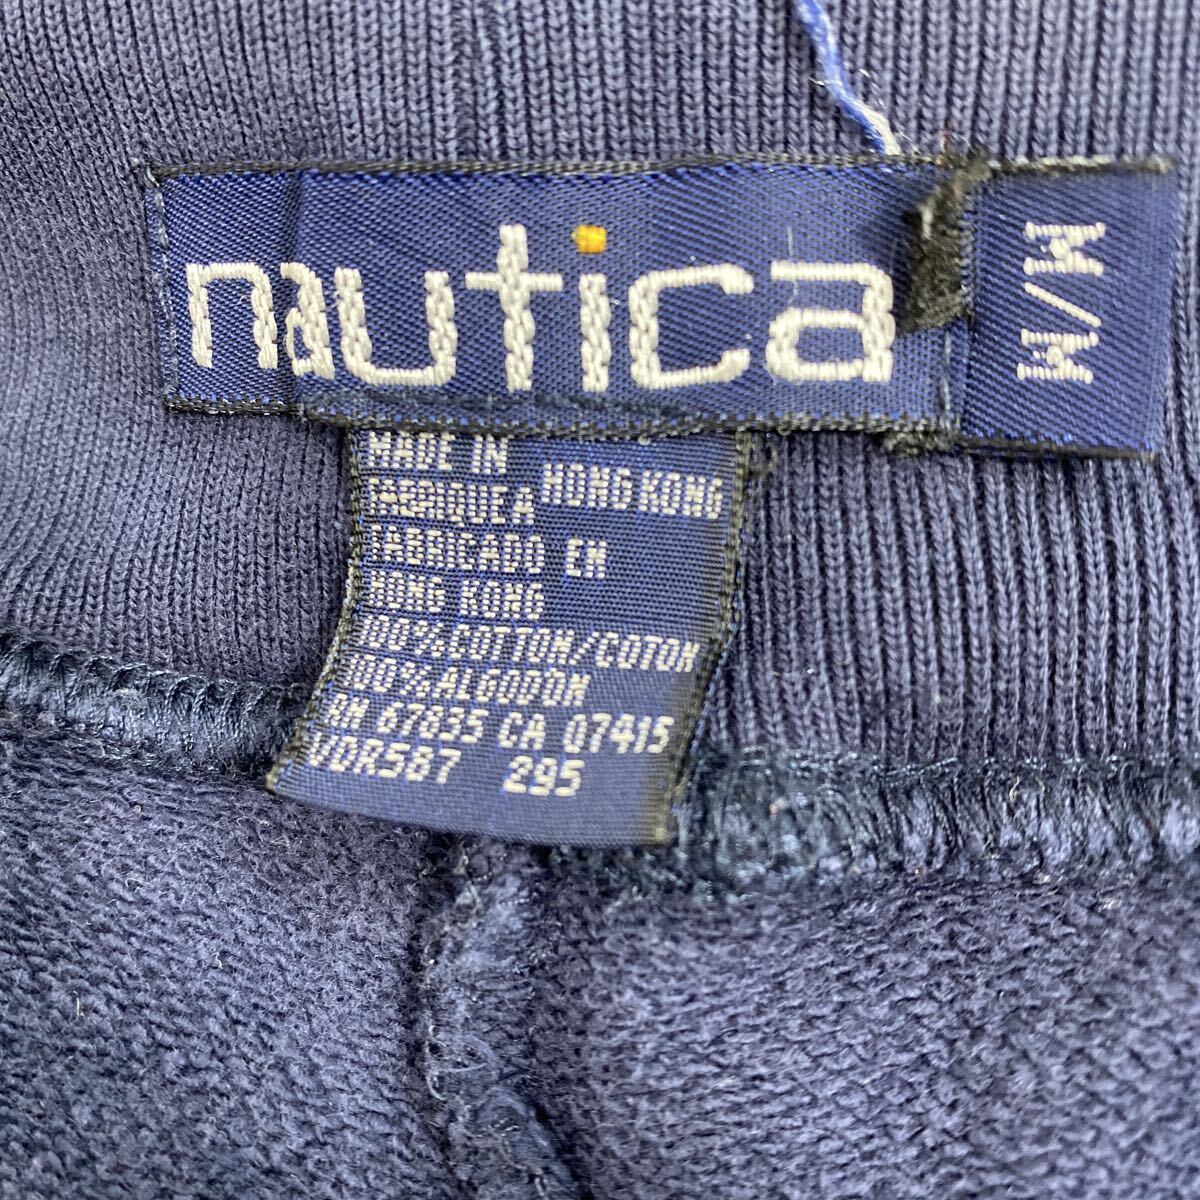 nautica
M/M
MADE IN
FABRIQUE A HONG KONG
FABRICADO EN
HONG KONG
100% COTTON/COTON
100% ALGODON
RN 67835 CA 07415
VDR587 295